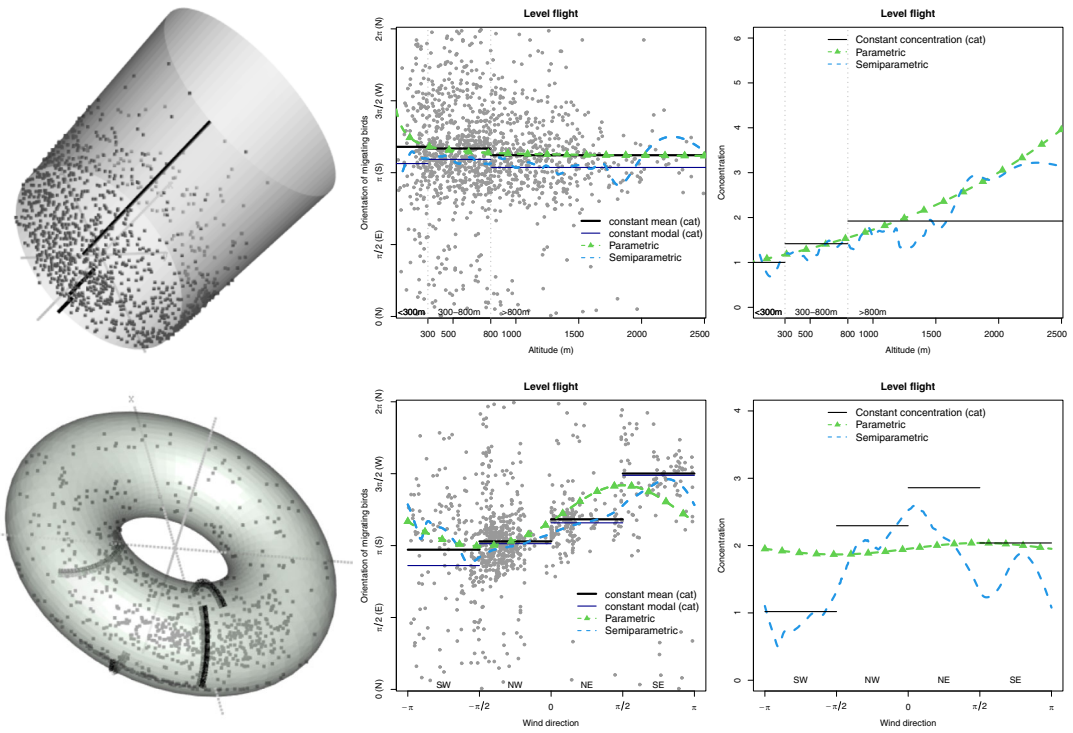 Level flight
2π (N)
3π/2 (W)
π (S)
π/2 (E)
0 (N)
Orientation of migrating birds
constant mean (cat)
constant modal (cat)
Parametric
Semiparametric
<300m
300−800m
>800m
300 500 800 1000 1500 2000 2500
Altitude (m)
Level flight
6
5
4
3
2
1
0
Concentration
Constant concentration (cat)
Parametric
Semiparametric
<300m
300−800m
>800m
300 500 800 1000 1500 2000 2500
Altitude (m)
x
Level flight
2π (N)
3π/2 (W)
π (S)
π/2 (E)
0 (N)
Orientation of migrating birds
constant mean (cat)
constant modal (cat)
Parametric
Semiparametric
SW NW NE SE
−π −π/2 0 π/2 π
Wind direction
Level flight
4
3
2
1
0
Concentration
Constant concentration (cat)
Parametric
Semiparametric
SW NW NE SE
−π −π/2 0 π/2 π
Wind direction